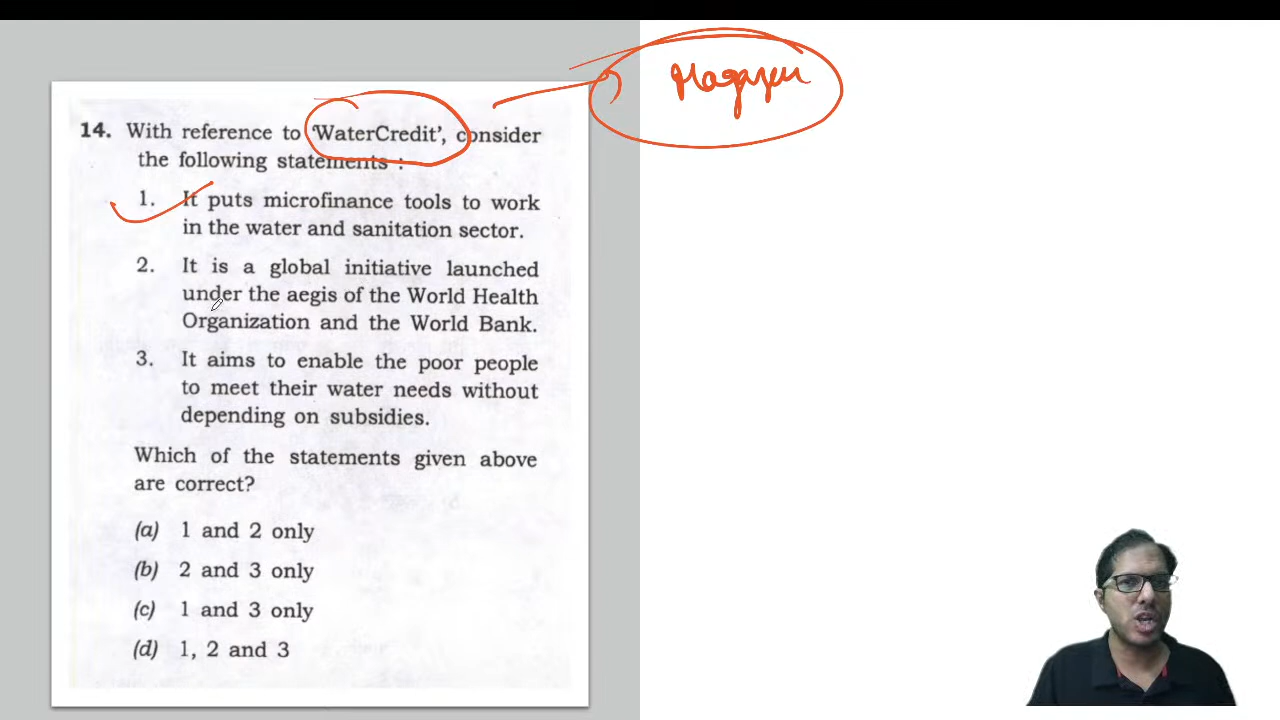 14. With reference to 'WaterCredit', consider
the following statements :
1. It puts microfinance tools to work
in the water and sanitation sector.
2. It is a global initiative launched
under the aegis of the World Health
Organization and the World Bank.
3. It aims to enable the poor people
to meet their water needs without
depending on subsidies.
Which of the statements given above
are correct?
(a) 1 and 2 only
(b) 2 and 3 only
(c) 1 and 3 only
(d) 1, 2 and 3